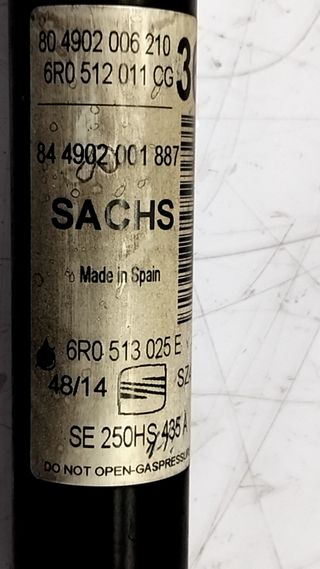 80 4902 006 210
6R0 512 011 CG
84 4902 001 887
SACHS
Made in Spain
6R0 513 025 E
48/14
SE 250HS 435 A
DO NOT OPEN-GASPRESSU